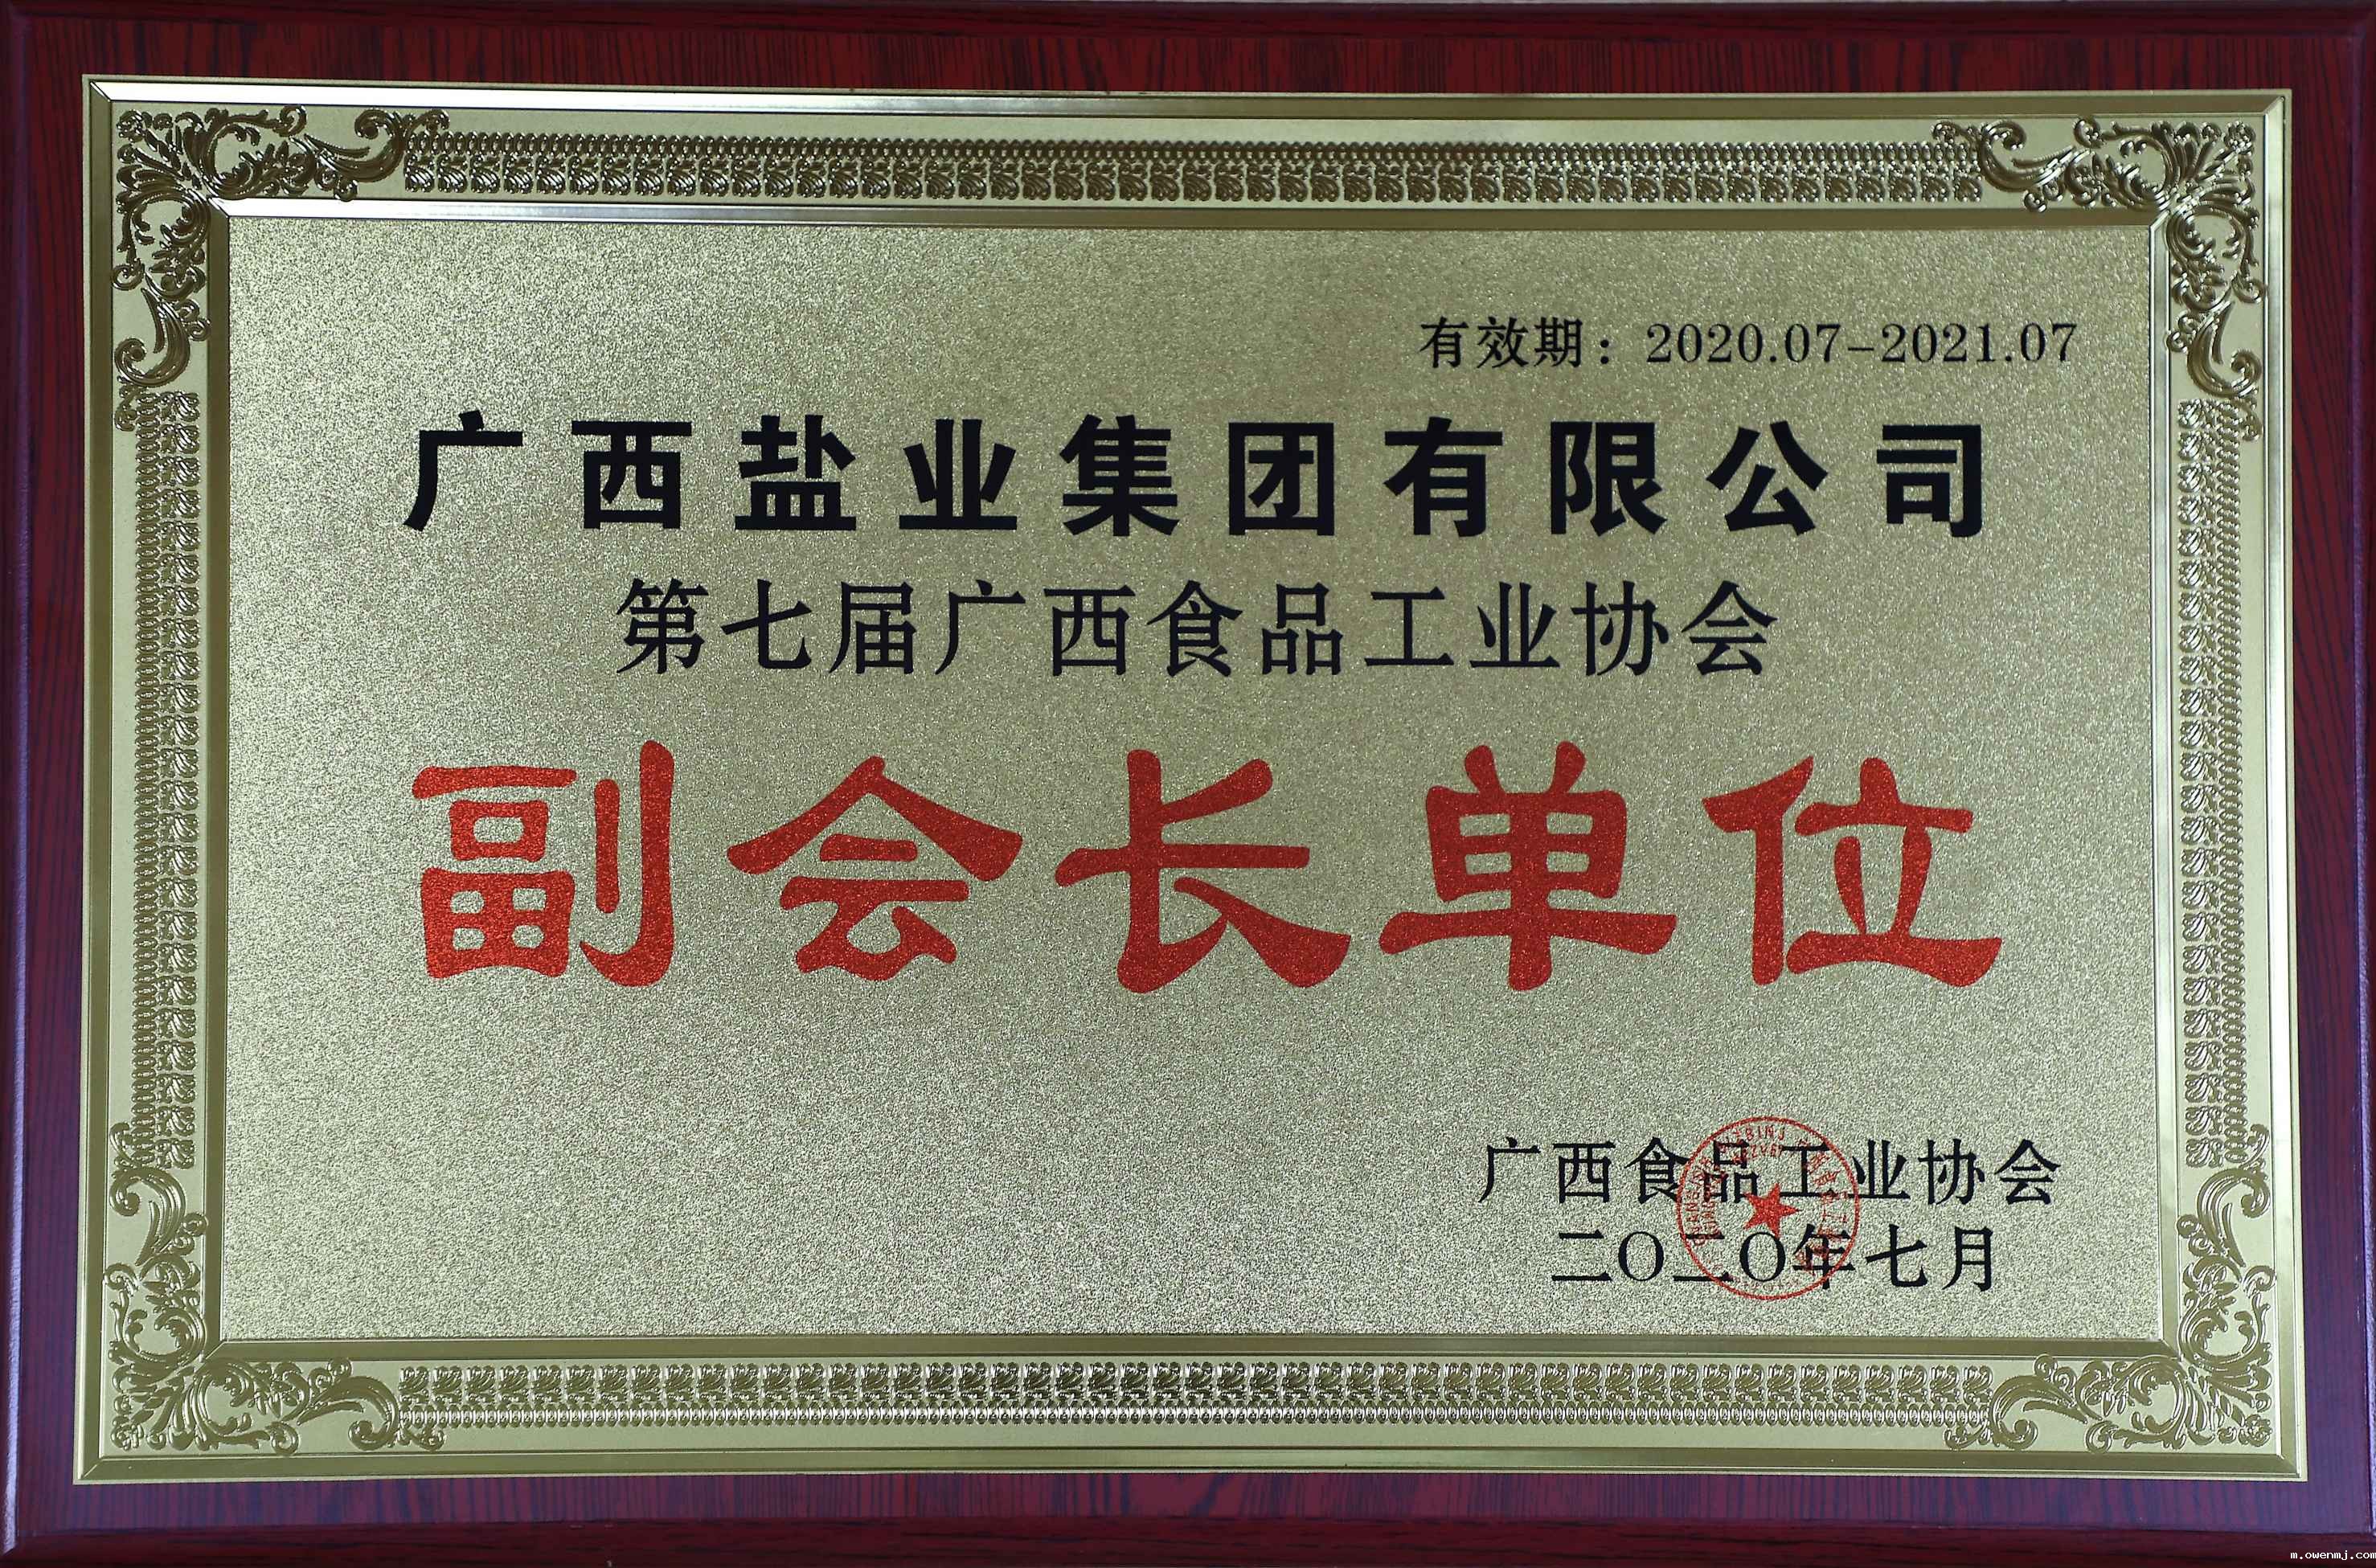 有效期：2020.07-2021.07
广西盐业集团有限公司
第七届广西食品工业协会
副会长单位
广西食品工业协会
二〇二〇年七月
m.owenmj.com